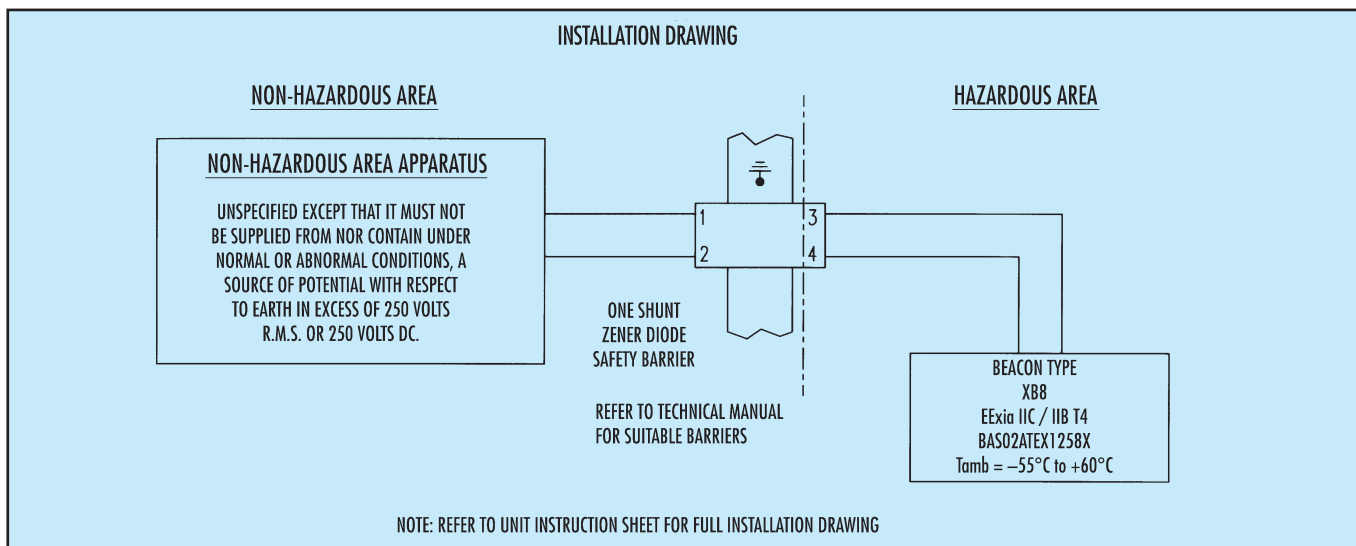 INSTALLATION DRAWING
NON-HAZARDOUS AREA
HAZARDOUS AREA
NON-HAZARDOUS AREA APPARATUS
UNSPECIFIED EXCEPT THAT IT MUST NOT
BE SUPPLIED FROM NOR CONTAIN UNDER
NORMAL OR ABNORMAL CONDITIONS, A
SOURCE OF POTENTIAL WITH RESPECT
TO EARTH IN EXCESS OF 250 VOLTS
R.M.S. OR 250 VOLTS DC.
1
2
3
4
ONE SHUNT
ZENER DIODE
SAFETY BARRIER
REFER TO TECHNICAL MANUAL
FOR SUITABLE BARRIERS
BEACON TYPE
XB8
EExia IIC / IIB T4
BAS02ATEX1258X
Tamb = –55°C to +60°C
NOTE: REFER TO UNIT INSTRUCTION SHEET FOR FULL INSTALLATION DRAWING